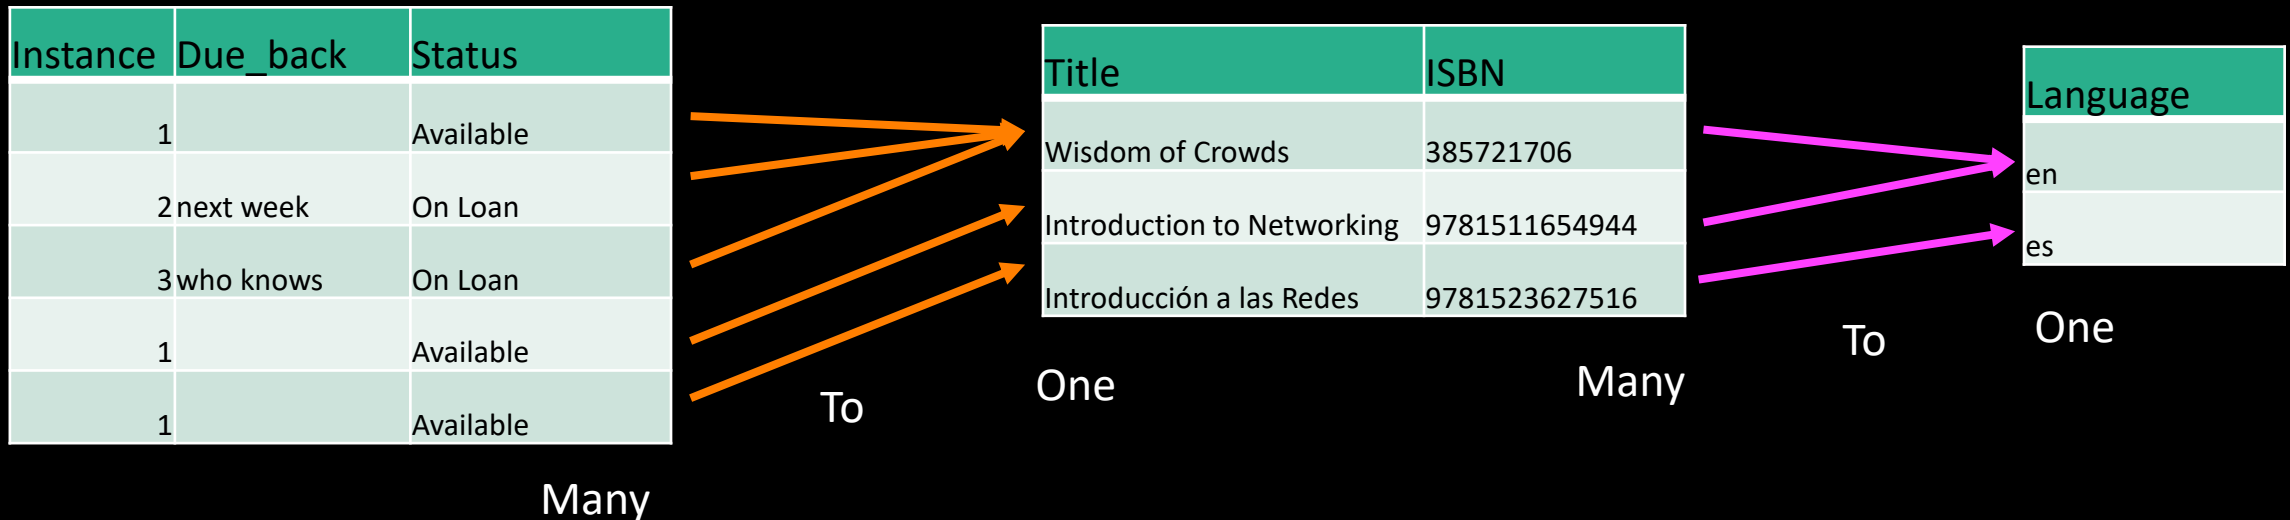 Instance Due_back Status
1 Available
2 next week On Loan
3 who knows On Loan
1 Available
1 Available
Many
To
Title ISBN
Wisdom of Crowds 385721706
Introduction to Networking 9781511654944
Introducción a las Redes 9781523627516
One
Many
To
Language
en
es
One